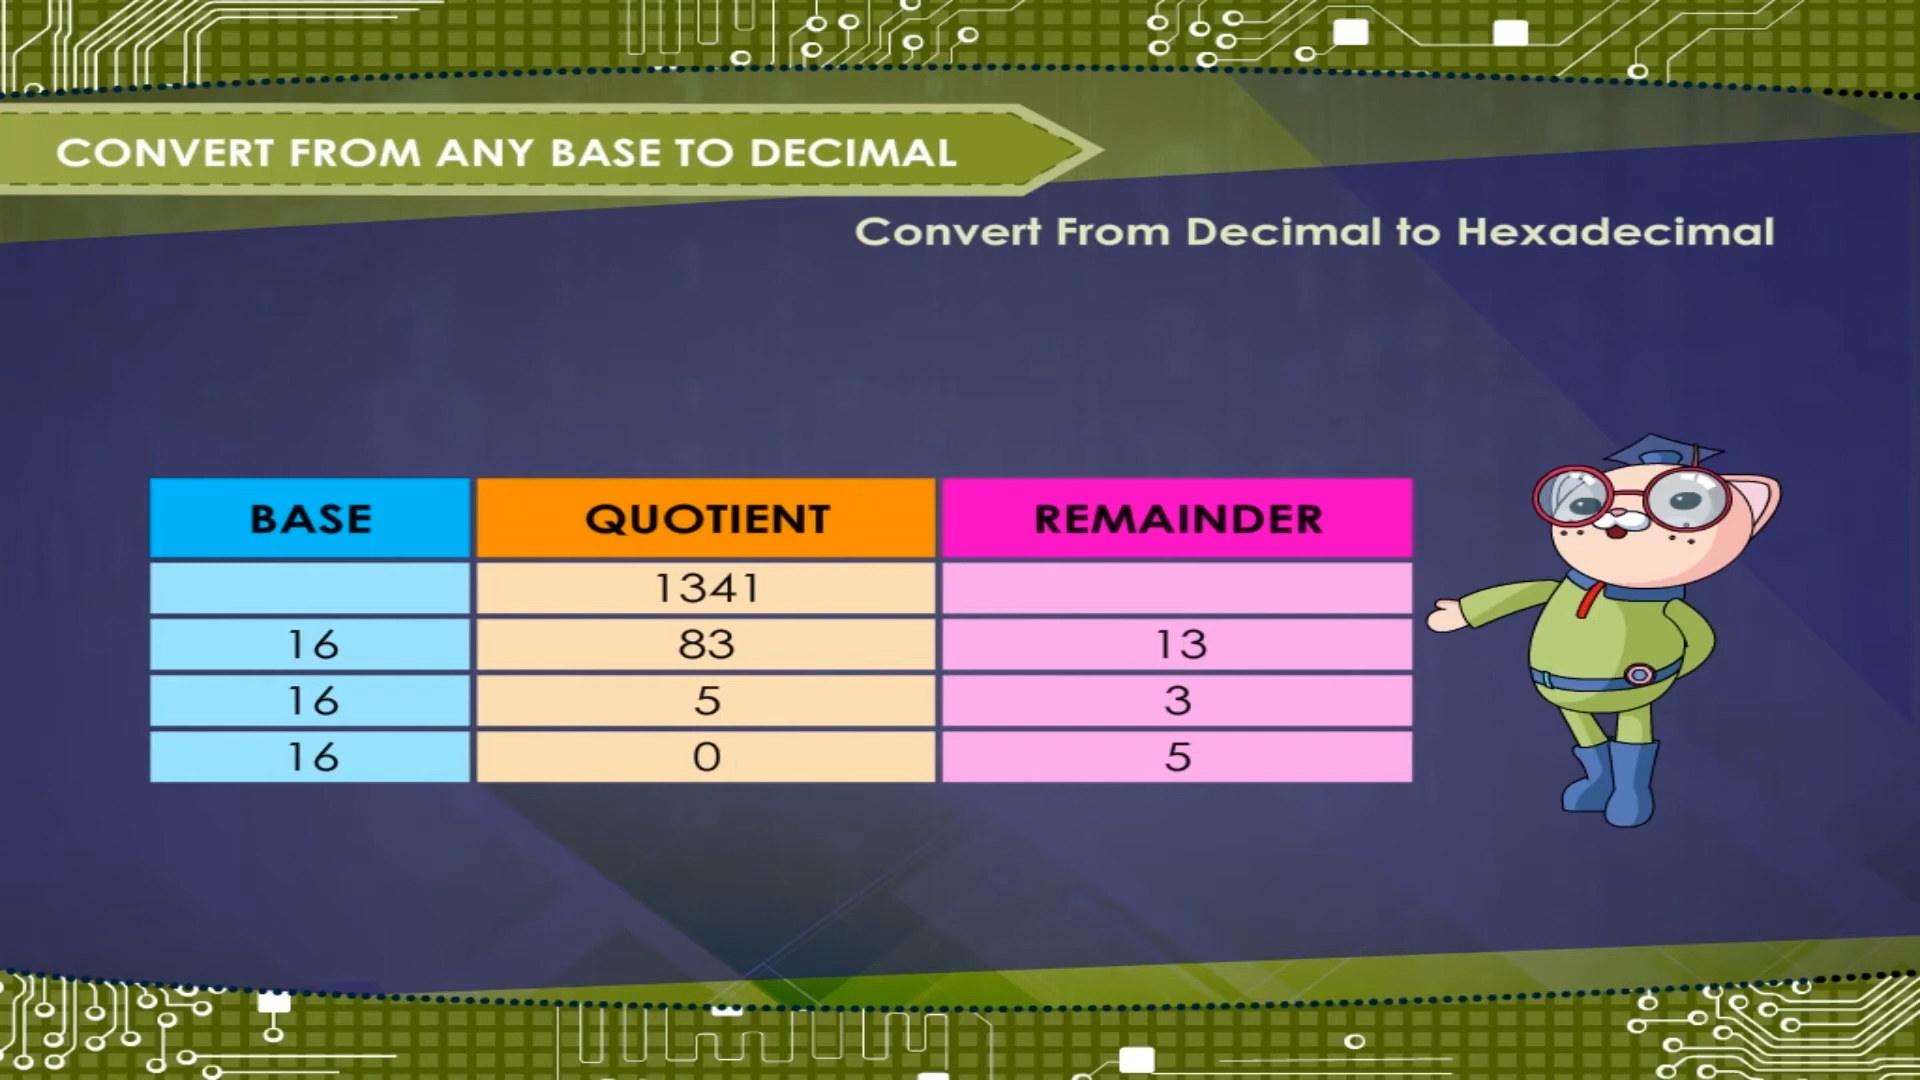 CONVERT FROM ANY BASE TO DECIMAL
Convert From Decimal to Hexadecimal
BASE QUOTIENT REMAINDER
1341
16 83 13
16 5 3
16 0 5